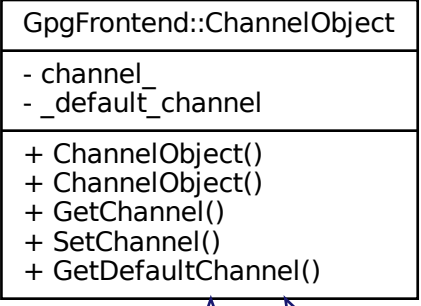 GpgFrontend::ChannelObject
- channel_
- _default_channel
+ ChannelObject()
+ ChannelObject()
+ GetChannel()
+ SetChannel()
+ GetDefaultChannel()